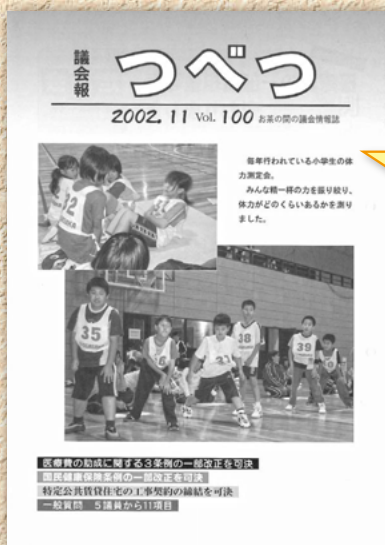 議会報
つべつ
2002. 11 Vol. 100 お茶の間の議会情報誌
毎年行われている小学生の体
力測定会。
みんな精一杯の力を振り絞り、
体力がどのくらいあるかを測り
ました。
35
36
33
38
39
医療費の助成に関する3条例の一部改正を可決
国民健康保険条例の一部改正を可決
特定公共賃貸住宅の工事契約の締結を可決
一般質問 5議員から11項目